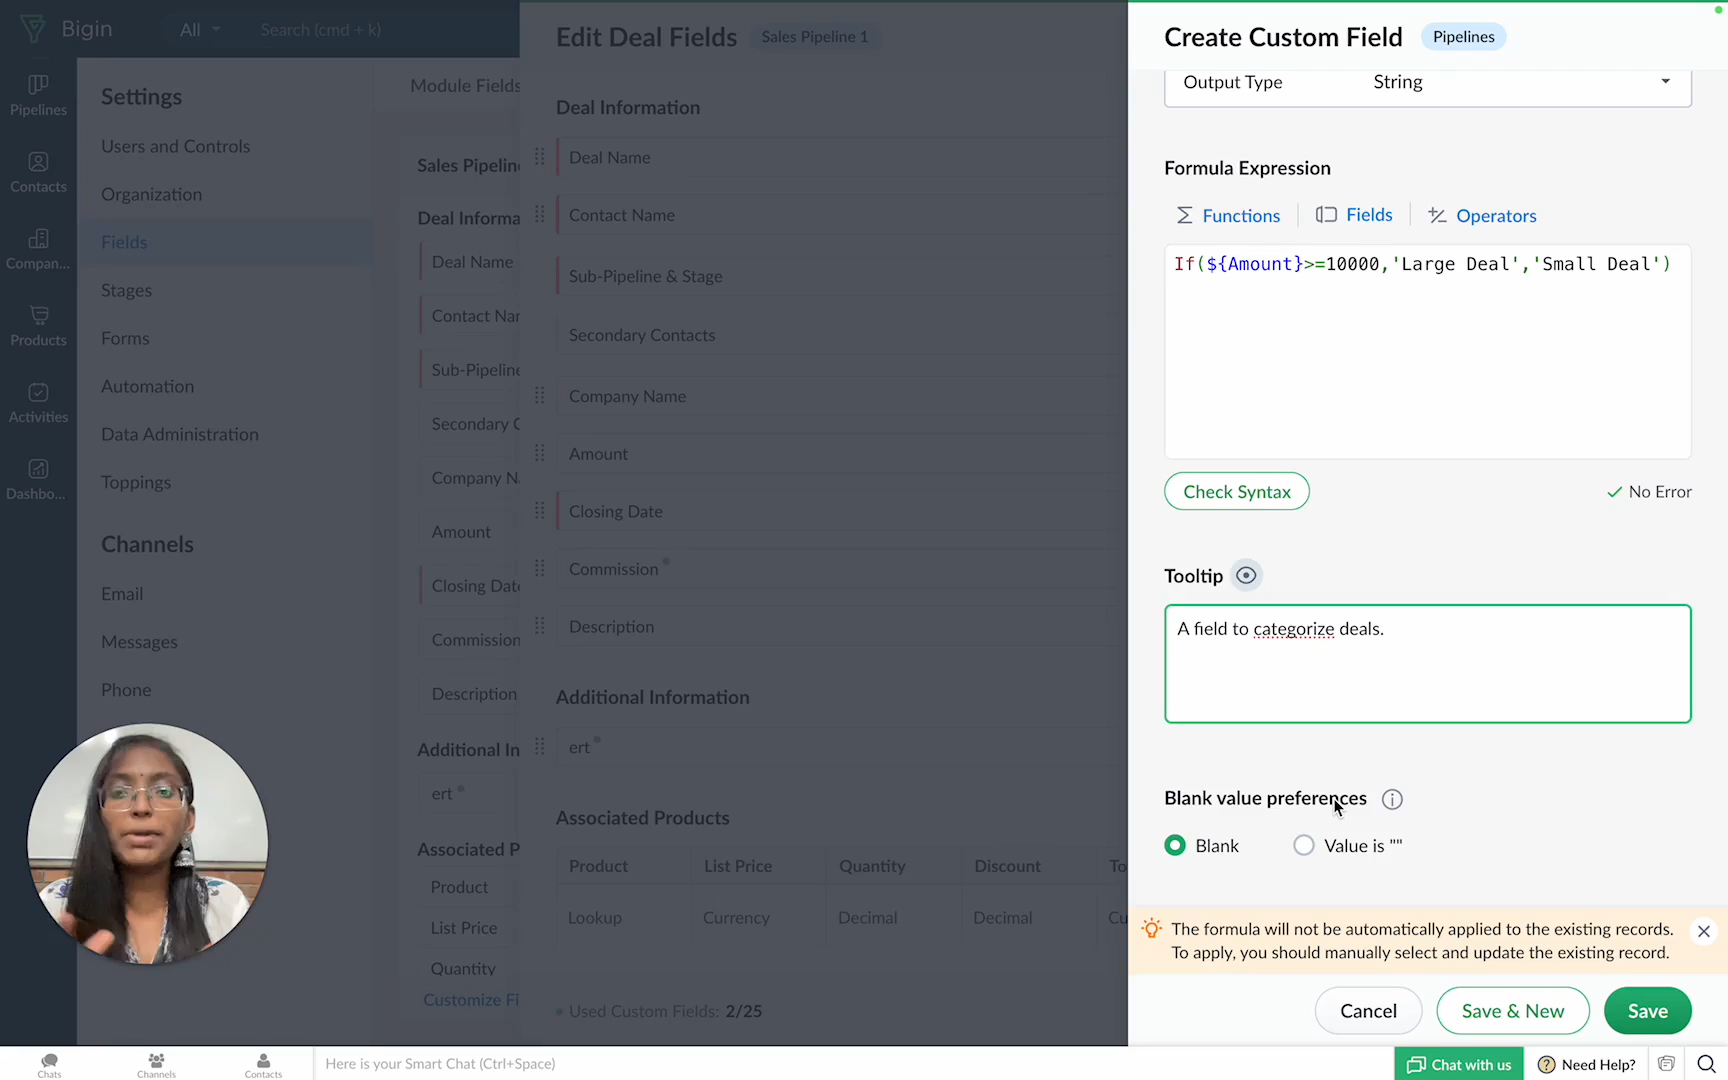 Bigin
All
Search (cmd + k)
Pipelines
Contacts
Compan...
Products
Activities
Dashbo...
Settings
Users and Controls
Organization
Fields
Stages
Forms
Automation
Data Administration
Toppings
Channels
Email
Messages
Phone
Module Fields
Sales Pipelin
Deal Informa
Deal Name
Contact Nar
Sub-Pipeline
Secondary C
Company N
Amount
Closing Date
Commission
Description
Additional In
ert
Associated P
Product
List Price
Quantity
Customize Fi
Edit Deal Fields
Sales Pipeline 1
Deal Information
Deal Name
Contact Name
Sub-Pipeline & Stage
Secondary Contacts
Company Name
Amount
Closing Date
Commission
Description
Additional Information
ert
Associated Products
Product List Price Quantity Discount To
Lookup Currency Decimal Decimal Cu
Used Custom Fields: 2/25
Create Custom Field
Pipelines
Output Type String
Formula Expression
Functions Fields Operators
If(${Amount}>=10000,'Large Deal','Small Deal')
Check Syntax
No Error
Tooltip
A field to categorize deals.
Blank value preferences
Blank Value is ""
The formula will not be automatically applied to the existing records.
To apply, you should manually select and update the existing record.
Cancel Save & New Save
Chats Channels Contacts
Here is your Smart Chat (Ctrl+Space)
Chat with us
Need Help?